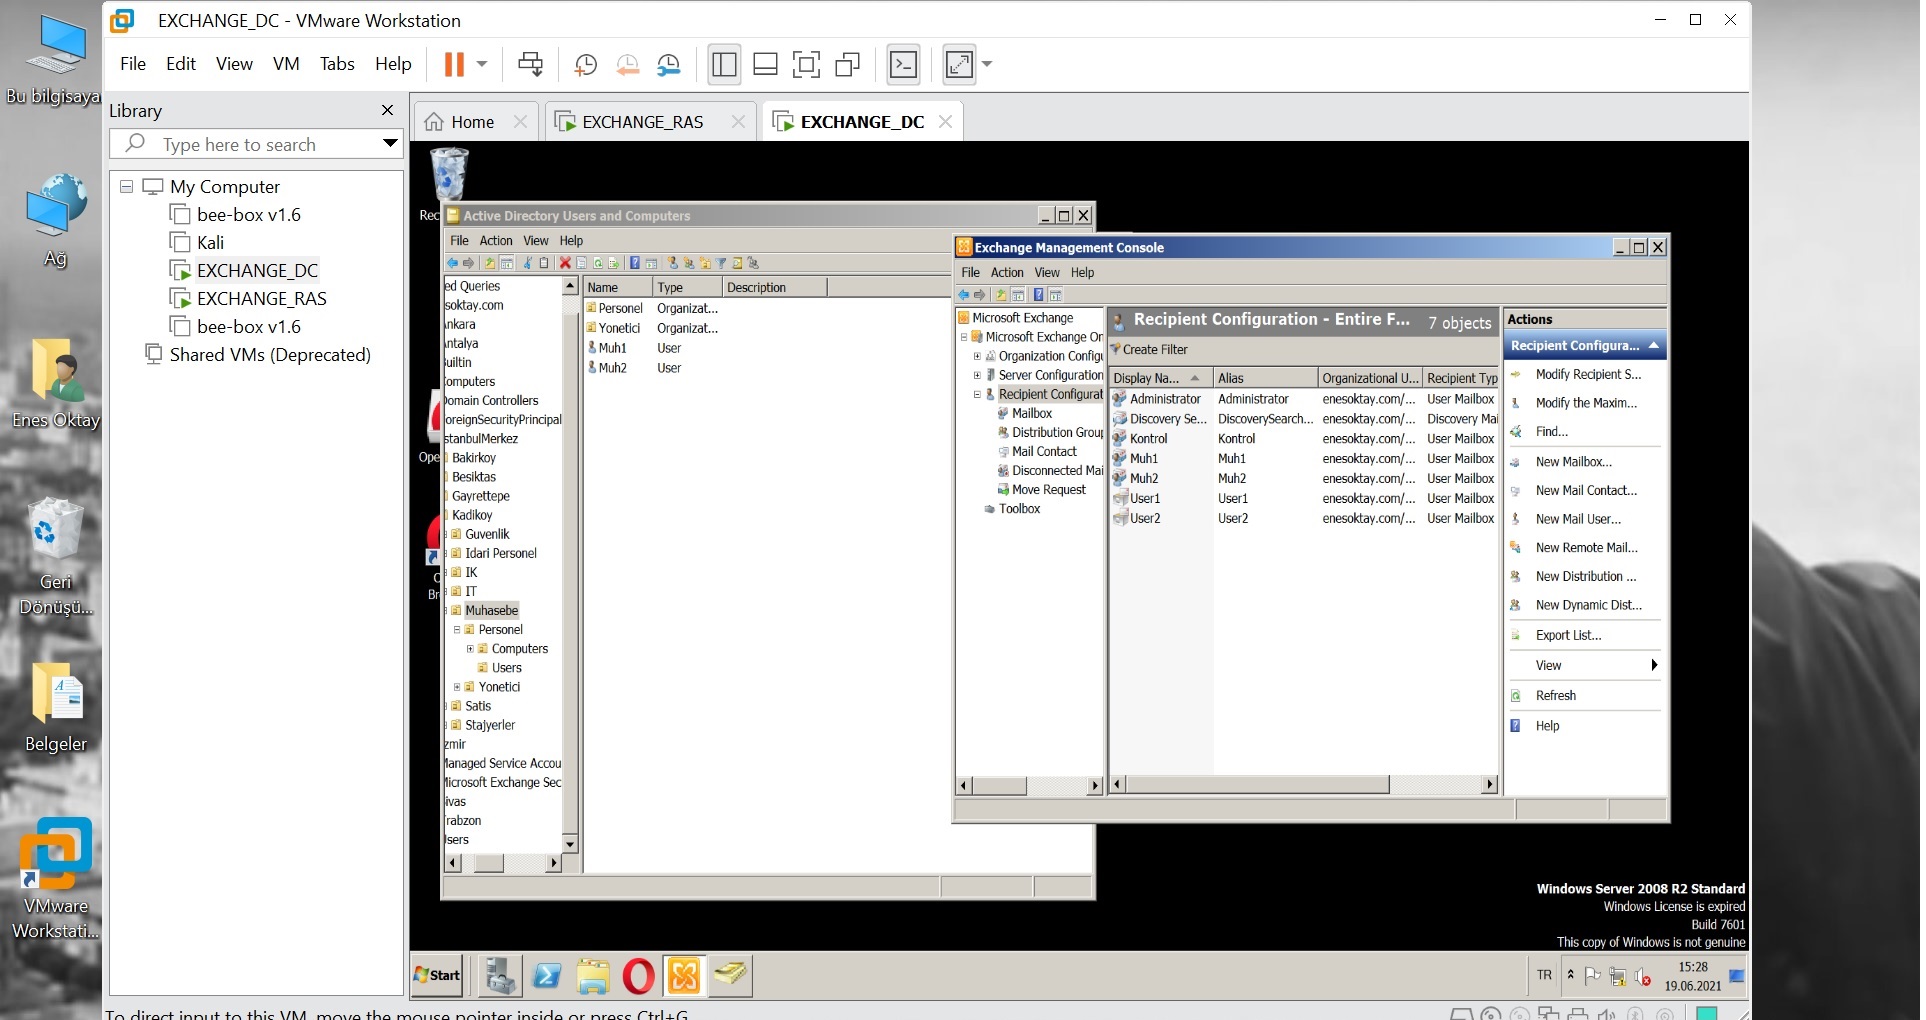 EXCHANGE_DC - VMware Workstation
File Edit View VM Tabs Help
Library
Type here to search
My Computer
bee-box v1.6
Kali
EXCHANGE_DC
EXCHANGE_RAS
bee-box v1.6
Shared VMs (Deprecated)
Bu bilgisaya
Ağ
Enes Oktay
Geri
Dönüşü...
Belgeler
VMware
Workstati...
Home
EXCHANGE_RAS
EXCHANGE_DC
Rec
Ope
Br
Active Directory Users and Computers
File Action View Help
ed Queries
soktay.com
nkara
ntalya
uiltin
omputers
omain Controllers
oreignSecurityPrincipal
stanbulMerkez
Bakirkoy
Besiktas
Gayrettepe
Kadikoy
Guvenlik
Idari Personel
IK
IT
Muhasebe
Personel
Computers
Users
Yonetici
Satis
Stajyerler
zmir
anaged Service Accou
icrosoft Exchange Sec
ivas
rabzon
sers
Name Type Description
Personel Organizat...
Yonetici Organizat...
Muh1 User
Muh2 User
Exchange Management Console
File Action View Help
Microsoft Exchange
Microsoft Exchange On
Organization Configu
Server Configuration
Recipient Configurat
Mailbox
Distribution Group
Mail Contact
Disconnected Mai
Move Request
Toolbox
Recipient Configuration - Entire F... 7 objects
Create Filter
Display Na... Alias Organizational U... Recipient Typ
Administrator Administrator enesoktay.com/... User Mailbox
Discovery Se... DiscoverySearch... enesoktay.com/... Discovery Mai
Kontrol Kontrol enesoktay.com/... User Mailbox
Muh1 Muh1 enesoktay.com/... User Mailbox
Muh2 Muh2 enesoktay.com/... User Mailbox
User1 User1 enesoktay.com/... User Mailbox
User2 User2 enesoktay.com/... User Mailbox
Actions
Recipient Configura...
Modify Recipient S...
Modify the Maxim...
Find...
New Mailbox...
New Mail Contact...
New Mail User...
New Remote Mail...
New Distribution ...
New Dynamic Dist...
Export List...
View
Refresh
Help
Windows Server 2008 R2 Standard
Windows License is expired
Build 7601
This copy of Windows is not genuine
Start
TR
15:28
19.06.2021
To direct input to this VM, move the mouse pointer inside or press Ctrl+G.